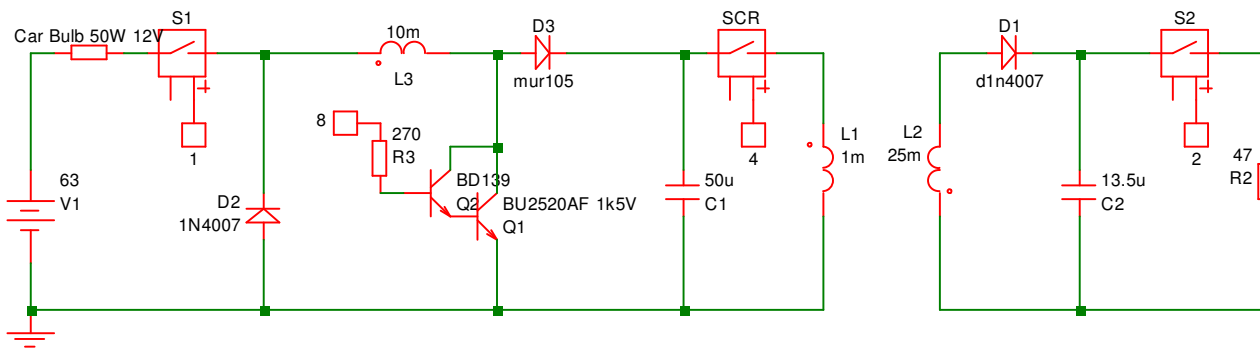 S1
Car Bulb 50W 12V
+
1
63
V1
D2
1N4007
10m
L3
8
270
R3
BD139
Q2
BU2520AF 1k5V
Q1
D3
mur105
SCR
+
4
50u
C1
L1
1m
L2
25m
D1
d1n4007
S2
+
2
13.5u
C2
47
R2